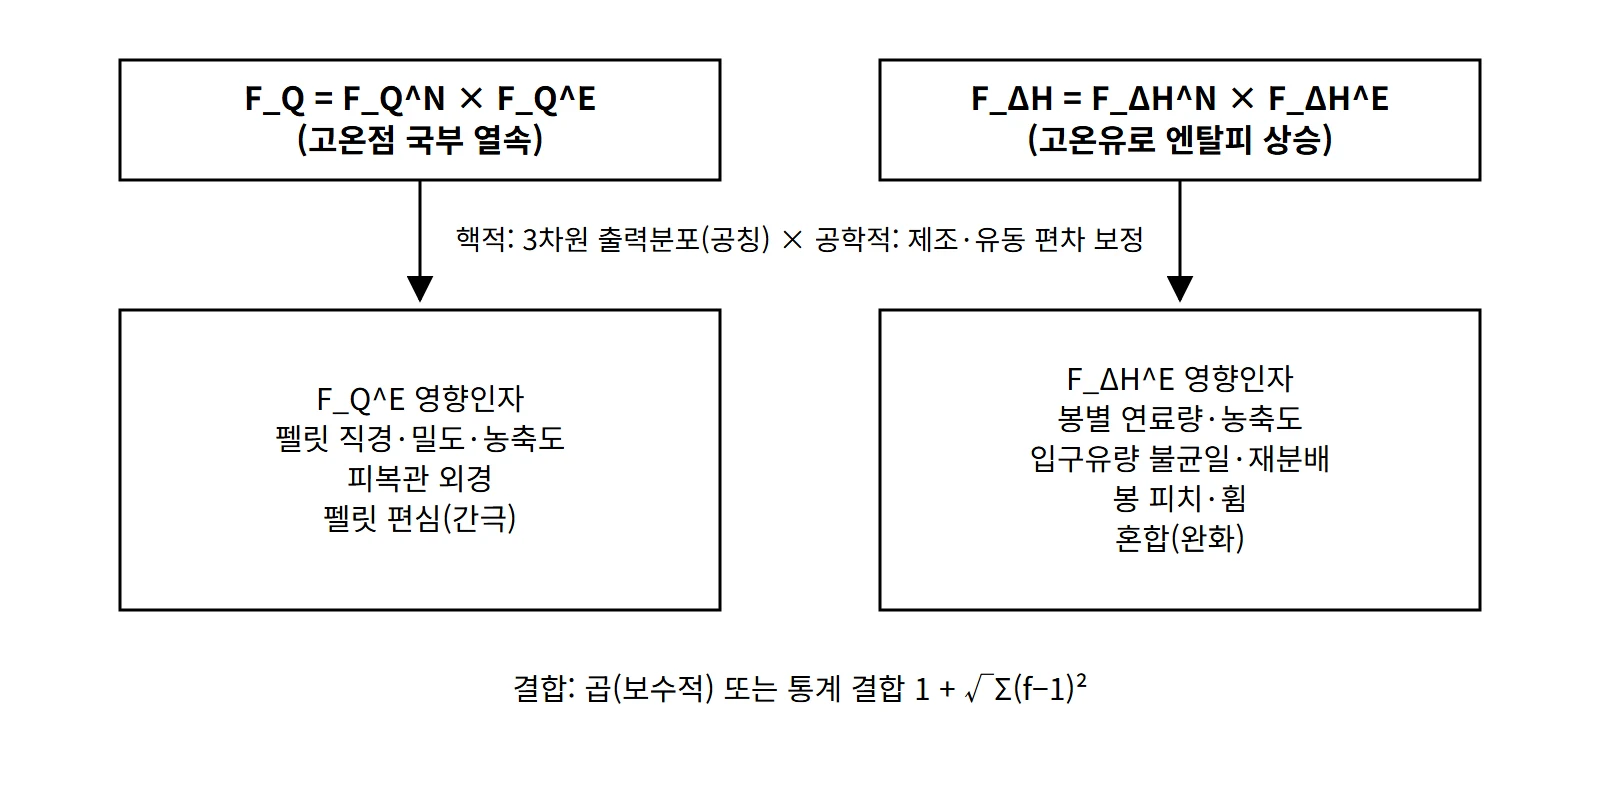 F_Q = F_Q^N × F_Q^E
(고온점 국부 열속)
F_ΔH = F_ΔH^N × F_ΔH^E
(고온유로 엔탈피 상승)
핵적: 3차원 출력분포(공칭) × 공학적: 제조·유동 편차 보정
F_Q^E 영향인자
펠릿 직경·밀도·농축도
피복관 외경
펠릿 편심(간극)
F_ΔH^E 영향인자
봉별 연료량·농축도
입구유량 불균일·재분배
봉 피치·휨
혼합(완화)
결합: 곱(보수적) 또는 통계 결합 1 + √Σ(f−1)²